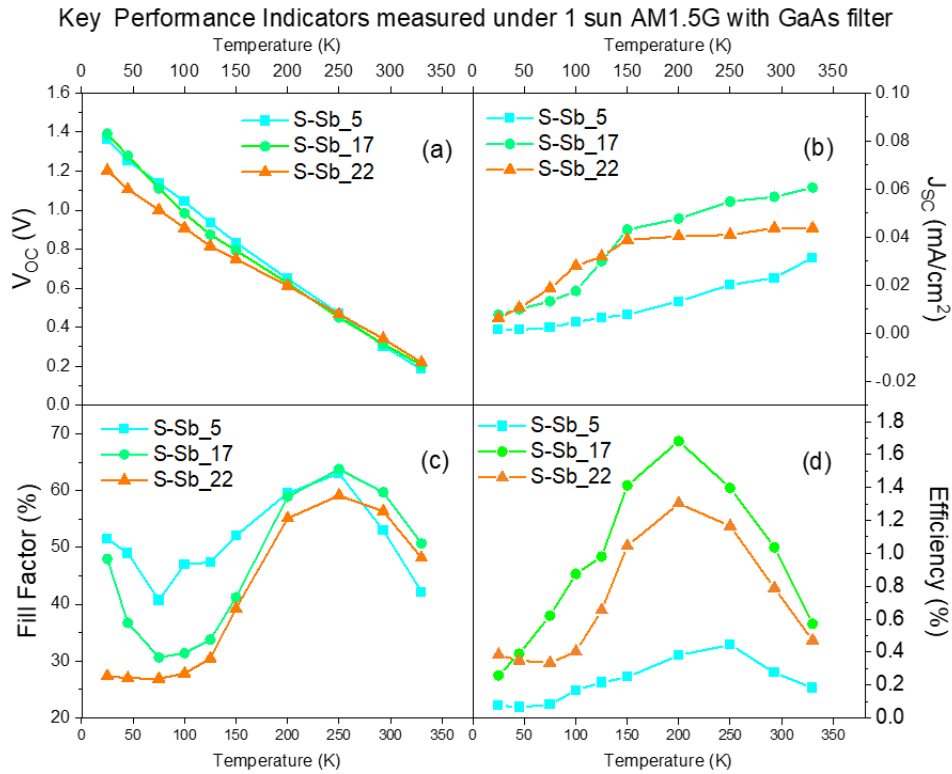 Key Performance Indicators measured under 1 sun AM1.5G with GaAs filter
Temperature (K) Temperature (K)
0 50 100 150 200 250 300 350 0 50 100 150 200 250 300 350
1.6
1.4
1.2
1.0
0.8
0.6
0.4
0.2
0.0
V_OC (V)
S-Sb_5
S-Sb_17
S-Sb_22
(a)
S-Sb_5
S-Sb_17
S-Sb_22
(b)
0.10
0.08
0.06
0.04
0.02
0.00
-0.02
J_SC (mA/cm²)
70
60
50
40
30
20
Fill Factor (%)
S-Sb_5
S-Sb_17
S-Sb_22
(c)
S-Sb_5
S-Sb_17
S-Sb_22
(d)
1.8
1.6
1.4
1.2
1.0
0.8
0.6
0.4
0.2
0.0
Efficiency (%)
0 50 100 150 200 250 300 350 0 50 100 150 200 250 300 350
Temperature (K) Temperature (K)